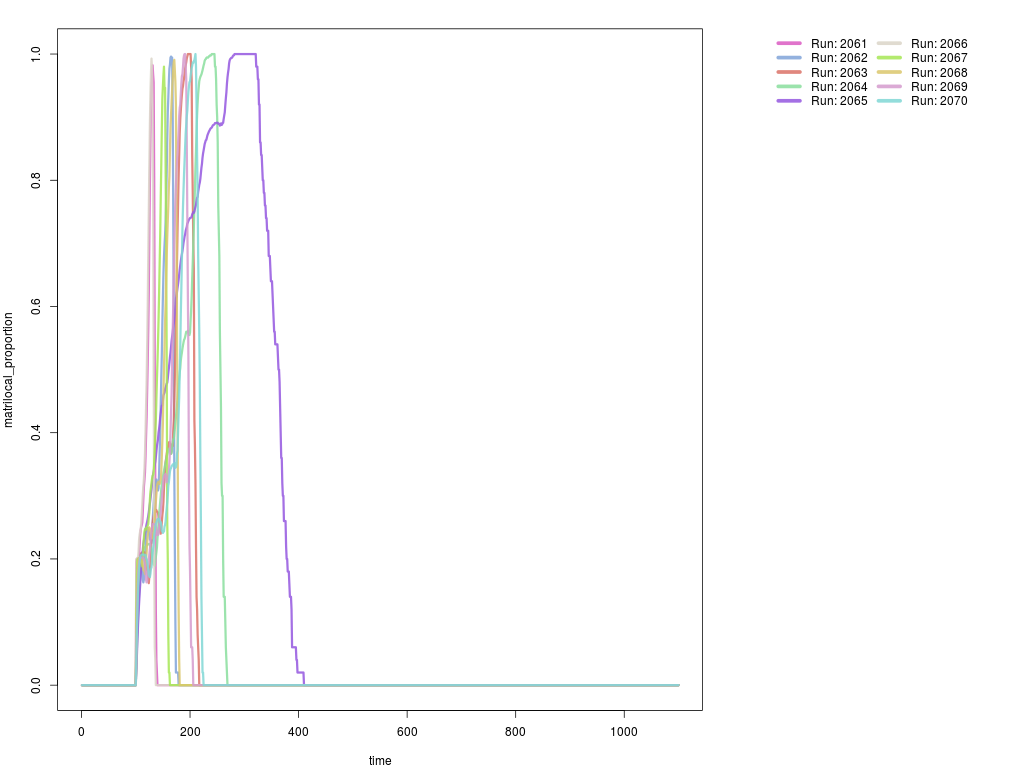 Run: 2061 Run: 2066
Run: 2062 Run: 2067
Run: 2063 Run: 2068
Run: 2064 Run: 2069
Run: 2065 Run: 2070
1.0
0.8
0.6
0.4
0.2
0.0
matrilocal_proportion
0 200 400 600 800 1000
time